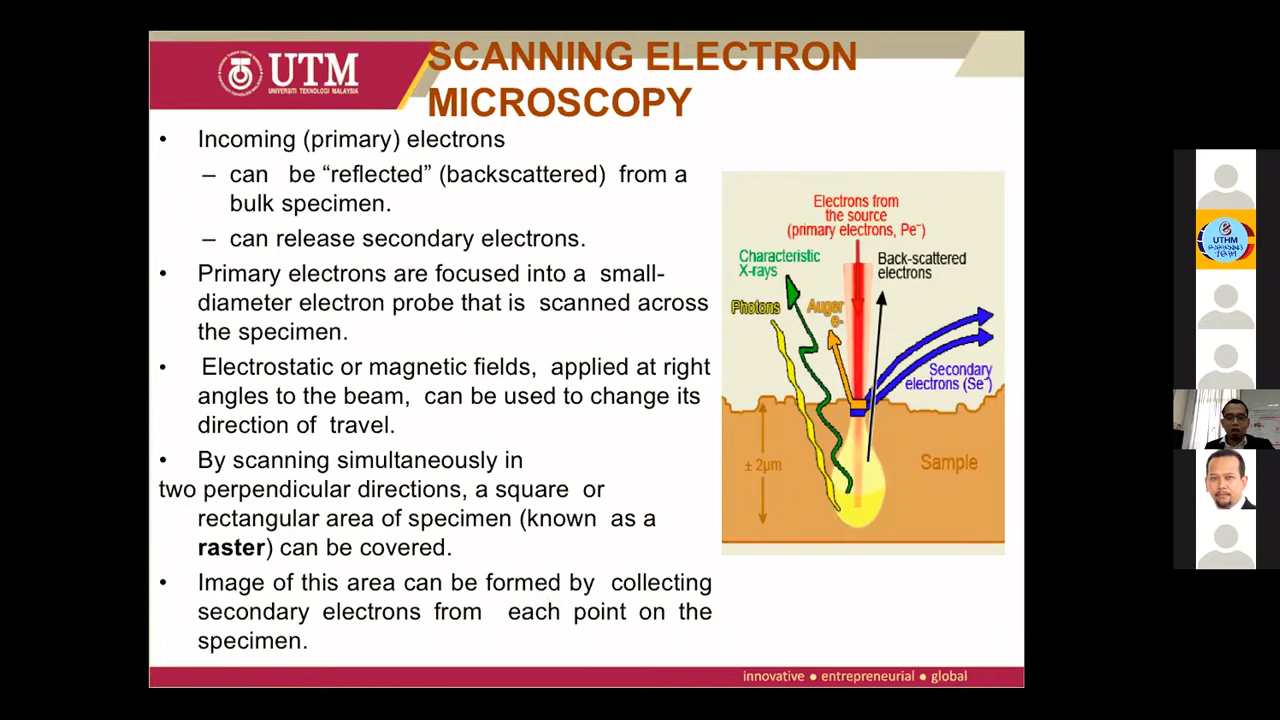 UTM
UNIVERSITI TEKNOLOGI MALAYSIA
SCANNING ELECTRON
MICROSCOPY
• Incoming (primary) electrons
– can be “reflected” (backscattered) from a
bulk specimen.
– can release secondary electrons.
• Primary electrons are focused into a small-
diameter electron probe that is scanned across
the specimen.
• Electrostatic or magnetic fields, applied at right
angles to the beam, can be used to change its
direction of travel.
• By scanning simultaneously in
two perpendicular directions, a square or
rectangular area of specimen (known as a
raster) can be covered.
• Image of this area can be formed by collecting
secondary electrons from each point on the
specimen.
Electrons from
the source
(primary electrons, Pe⁻)
Characteristic
X-rays
Back-scattered
electrons
Photons
Auger
e-
Secondary
electrons (Se⁻)
± 2µm
Sample
innovative ● entrepreneurial ● global
UTHM